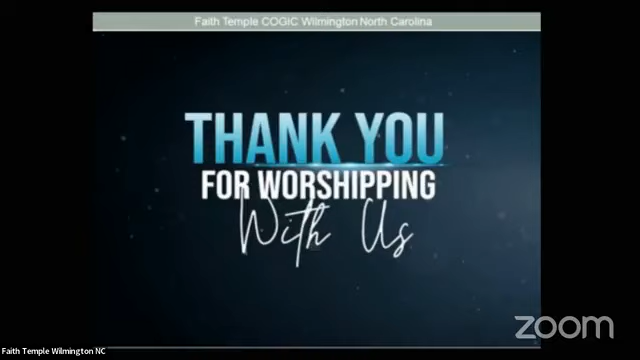 Faith Temple COGIC Wilmington North Carolina
THANK YOU
FOR WORSHIPPING
With Us
zoom
Faith Temple Wilmington NC